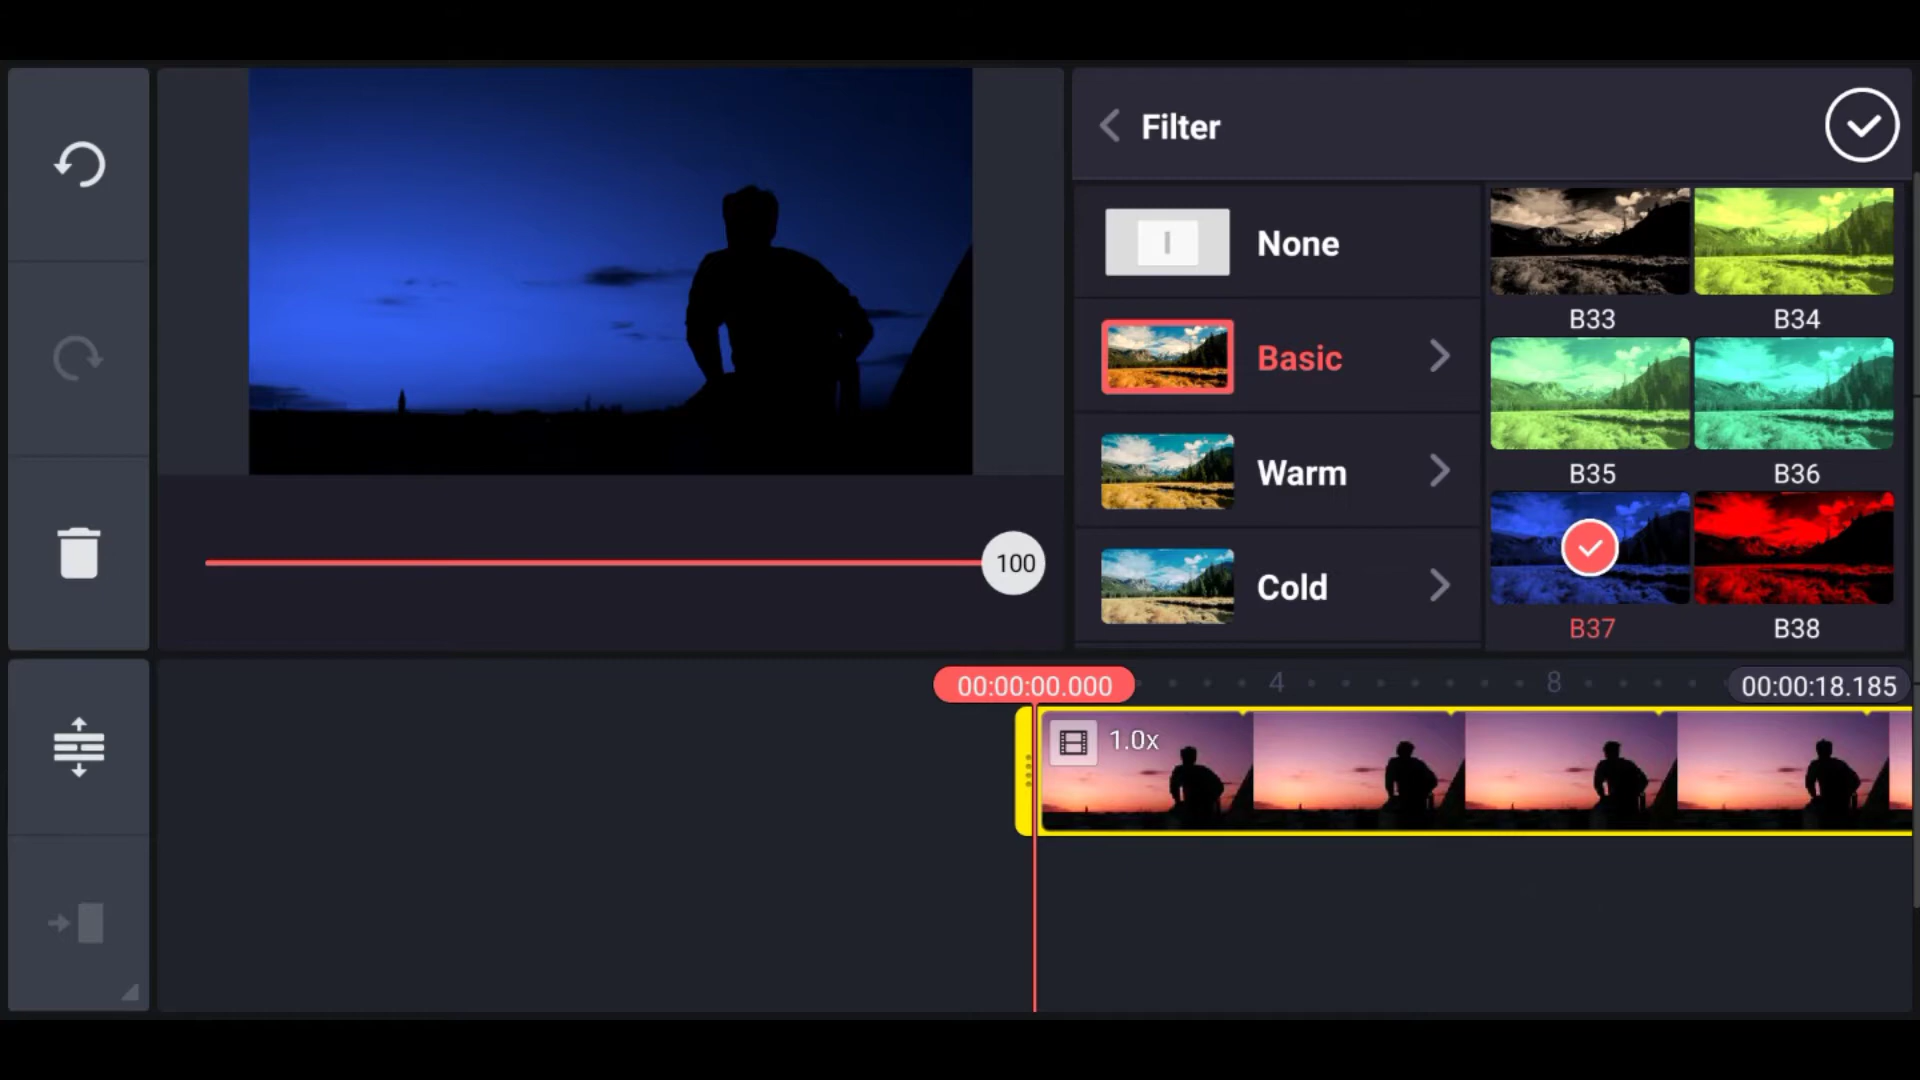 Filter
None
Basic
Warm
Cold
B33
B34
B35
B36
B37
B38
100
00:00:00.000
4
8
00:00:18.185
1.0x